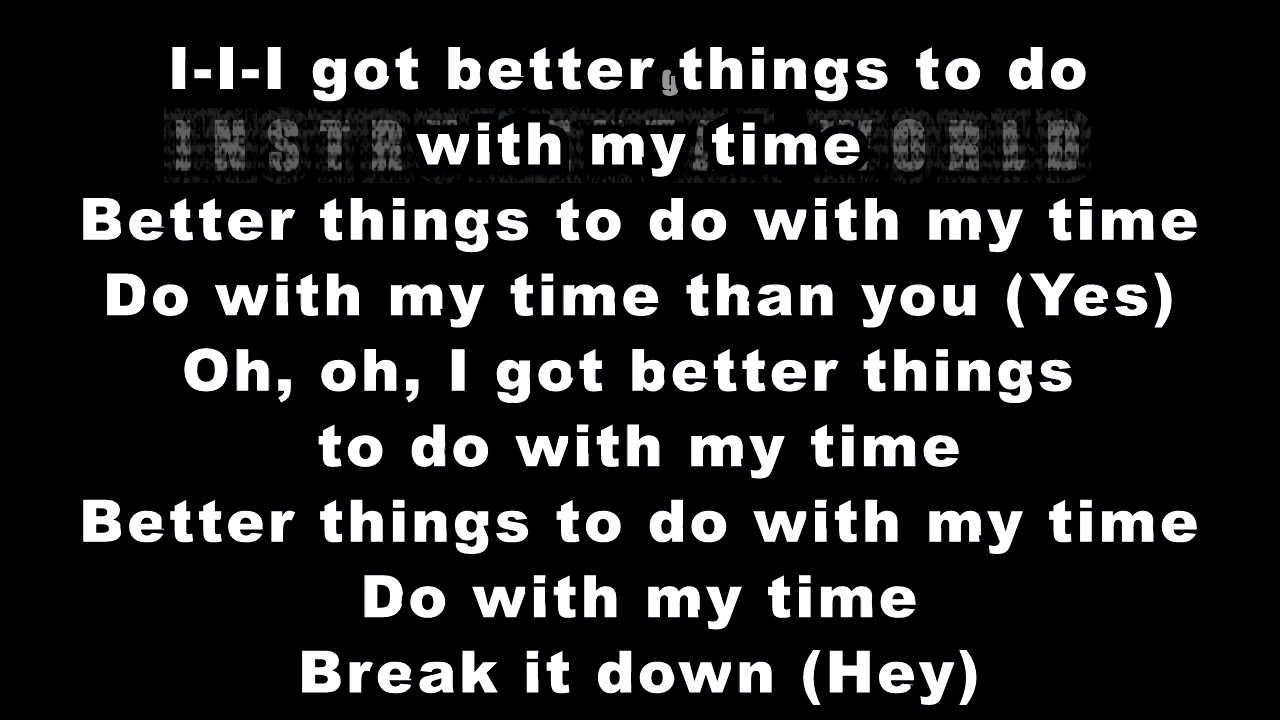 I-I-I got better things to do
with my time
Better things to do with my time
Do with my time than you (Yes)
Oh, oh, I got better things
to do with my time
Better things to do with my time
Do with my time
Break it down (Hey)